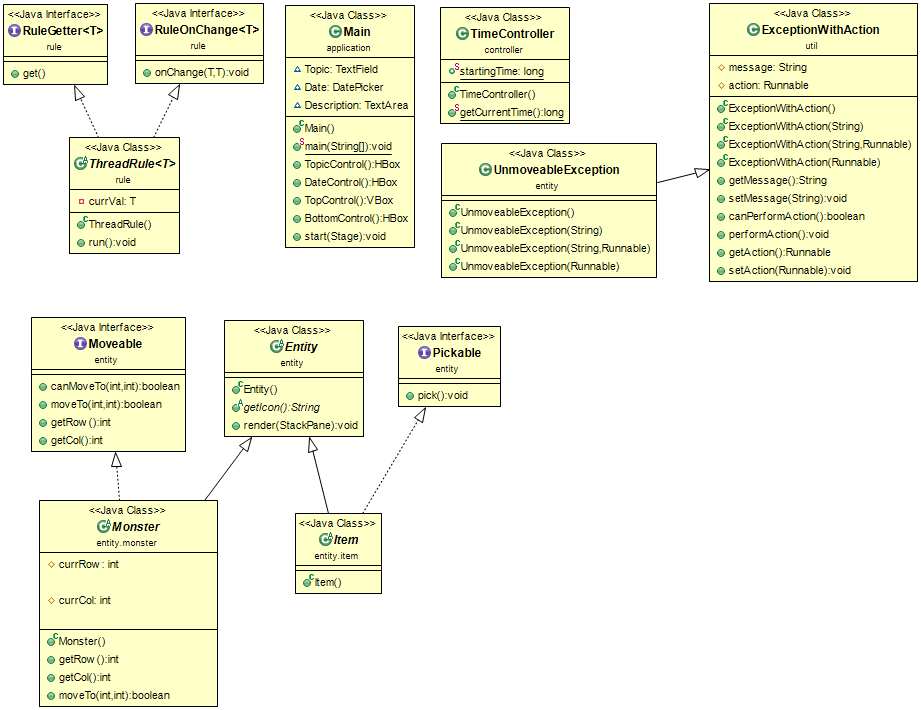 <<Java Interface>>
RuleGetter<T>
rule
get()
<<Java Interface>>
RuleOnChange<T>
rule
onChange(T,T):void
<<Java Class>>
ThreadRule<T>
rule
currVal: T
ThreadRule()
run():void
<<Java Class>>
Main
application
Topic: TextField
Date: DatePicker
Description: TextArea
Main()
main(String[]):void
TopicControl():HBox
DateControl():HBox
TopControl():VBox
BottomControl():HBox
start(Stage):void
<<Java Class>>
TimeController
controller
startingTime: long
TimeController()
getCurrentTime():long
<<Java Class>>
UnmoveableException
entity
UnmoveableException()
UnmoveableException(String)
UnmoveableException(String,Runnable)
UnmoveableException(Runnable)
<<Java Class>>
ExceptionWithAction
util
message: String
action: Runnable
ExceptionWithAction()
ExceptionWithAction(String)
ExceptionWithAction(String,Runnable)
ExceptionWithAction(Runnable)
getMessage():String
setMessage(String):void
canPerformAction():boolean
performAction():void
getAction():Runnable
setAction(Runnable):void
<<Java Interface>>
Moveable
entity
canMoveTo(int,int):boolean
moveTo(int,int):boolean
getRow():int
getCol():int
<<Java Class>>
Entity
entity
Entity()
getIcon():String
render(StackPane):void
<<Java Interface>>
Pickable
entity
pick():void
<<Java Class>>
Monster
entity.monster
currRow: int
currCol: int
Monster()
getRow():int
getCol():int
moveTo(int,int):boolean
<<Java Class>>
Item
entity.item
Item()